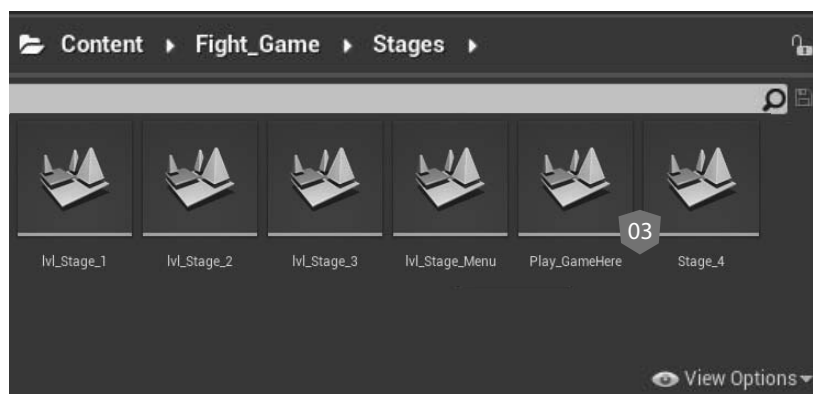 Content Fight_Game Stages
03
lvl_Stage_1 lvl_Stage_2 lvl_Stage_3 lvl_Stage_Menu Play_GameHere Stage_4
View Options